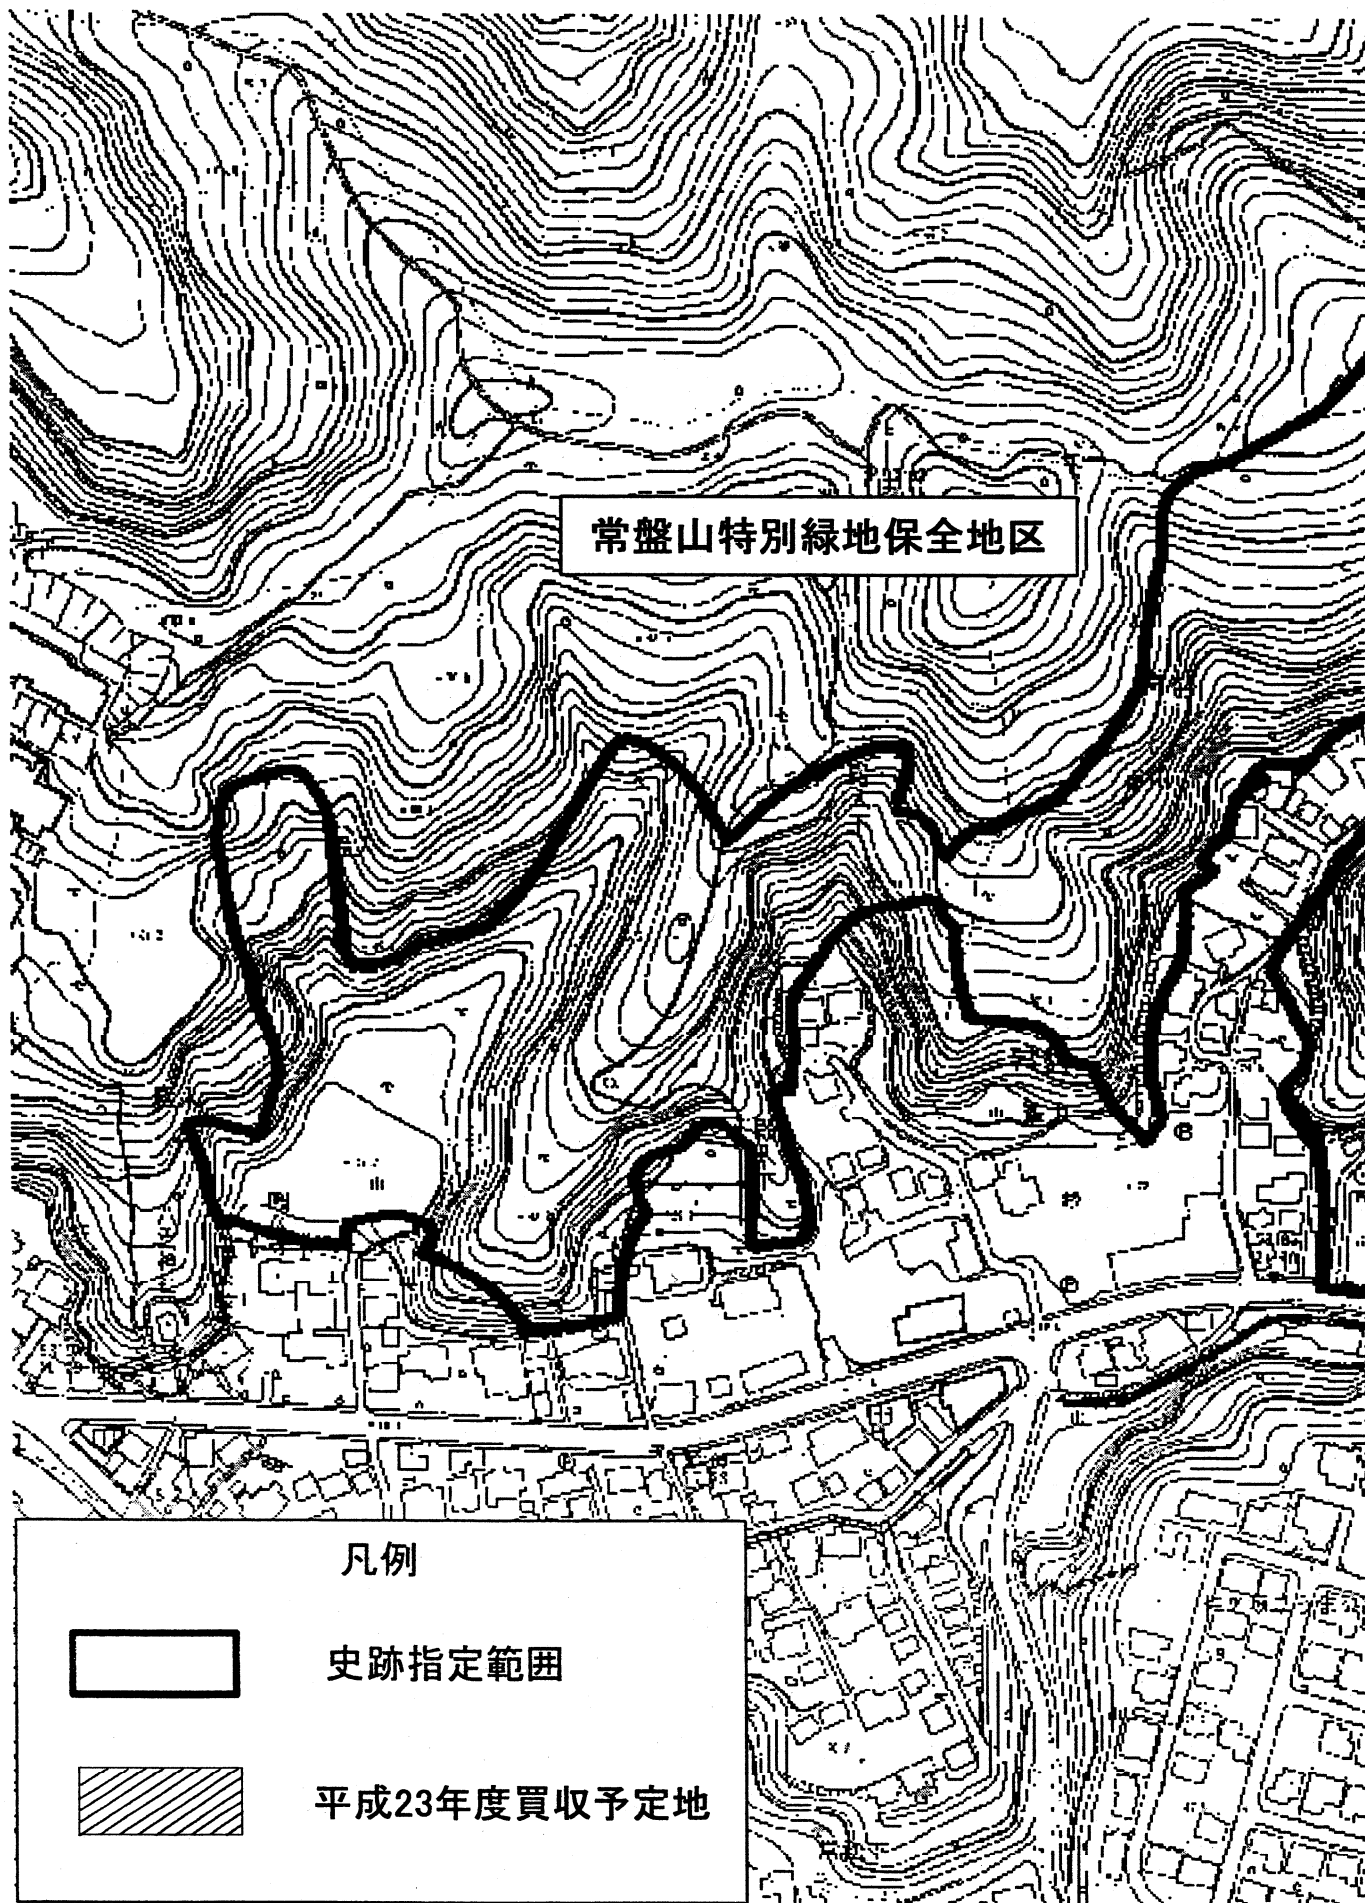 常盤山特別緑地保全地区
凡例
史跡指定範囲
平成23年度買収予定地